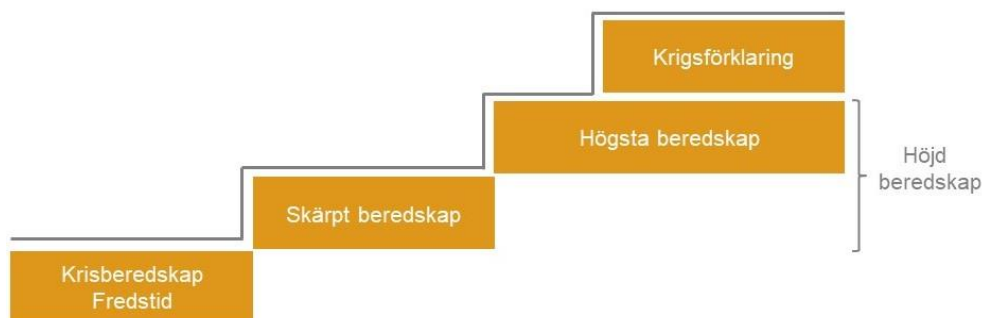 Krigsförklaring
Högsta beredskap
Höjd
beredskap
Skärpt beredskap
Krisberedskap
Fredstid